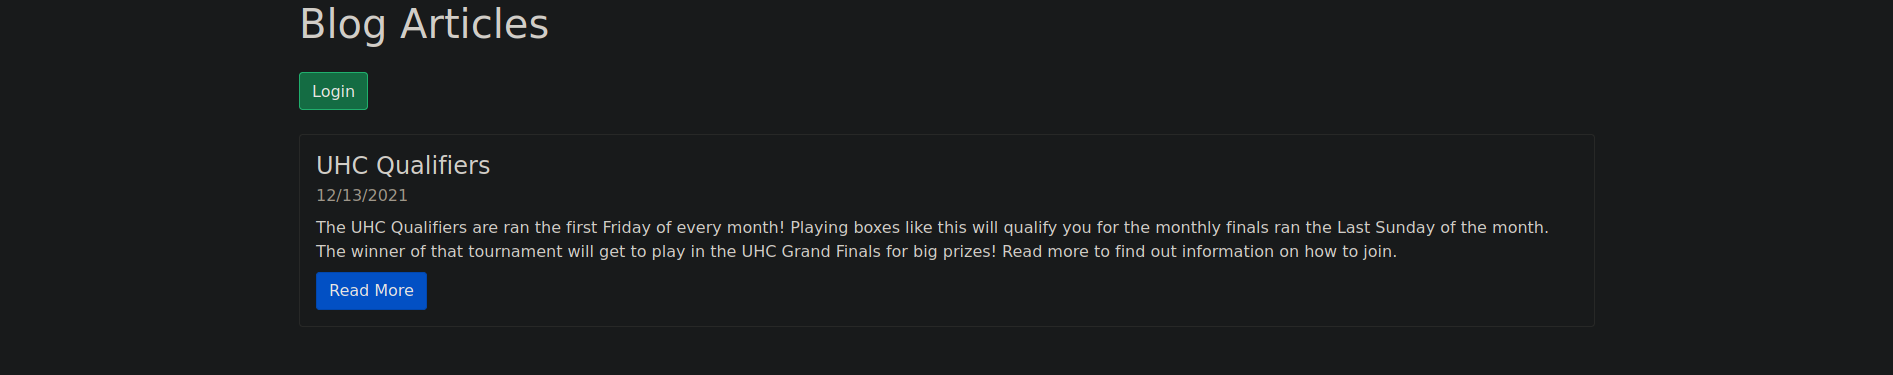 Blog Articles
Login
UHC Qualifiers
12/13/2021
The UHC Qualifiers are ran the first Friday of every month! Playing boxes like this will qualify you for the monthly finals ran the Last Sunday of the month.
The winner of that tournament will get to play in the UHC Grand Finals for big prizes! Read more to find out information on how to join.
Read More